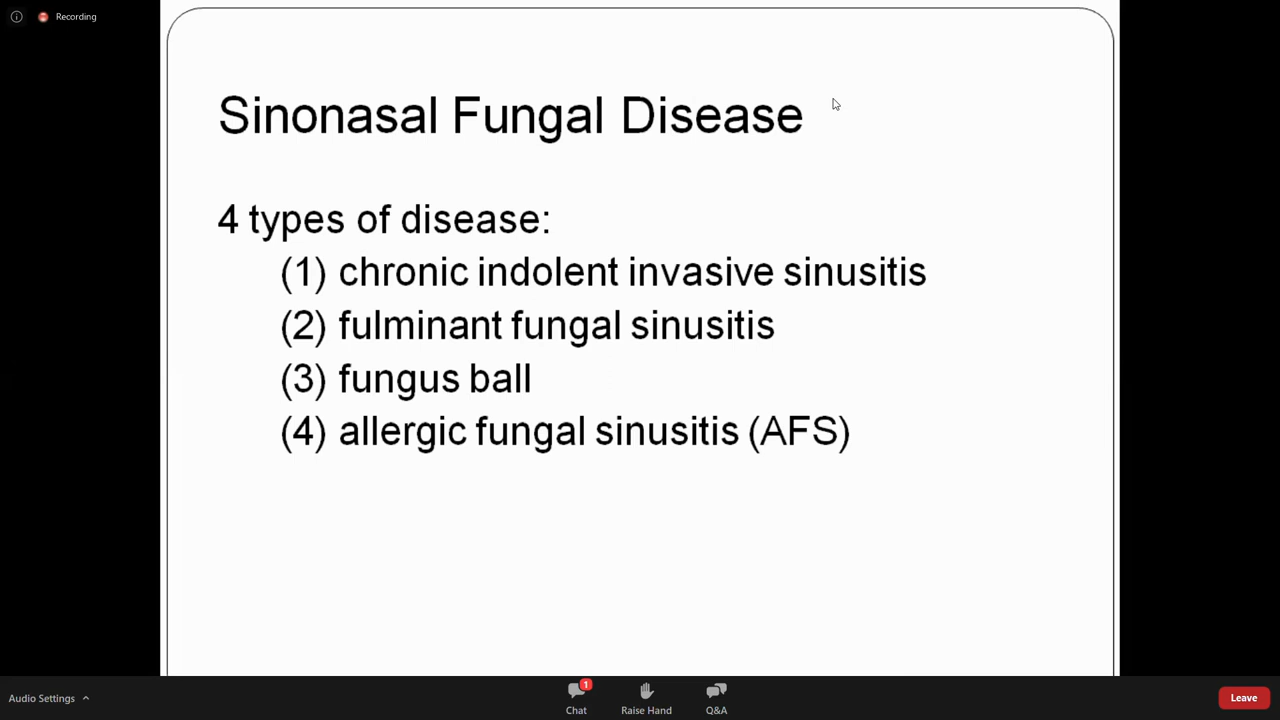 Recording
Sinonasal Fungal Disease
4 types of disease:
(1) chronic indolent invasive sinusitis
(2) fulminant fungal sinusitis
(3) fungus ball
(4) allergic fungal sinusitis (AFS)
Audio Settings
1
Chat
Raise Hand
Q&A
Leave